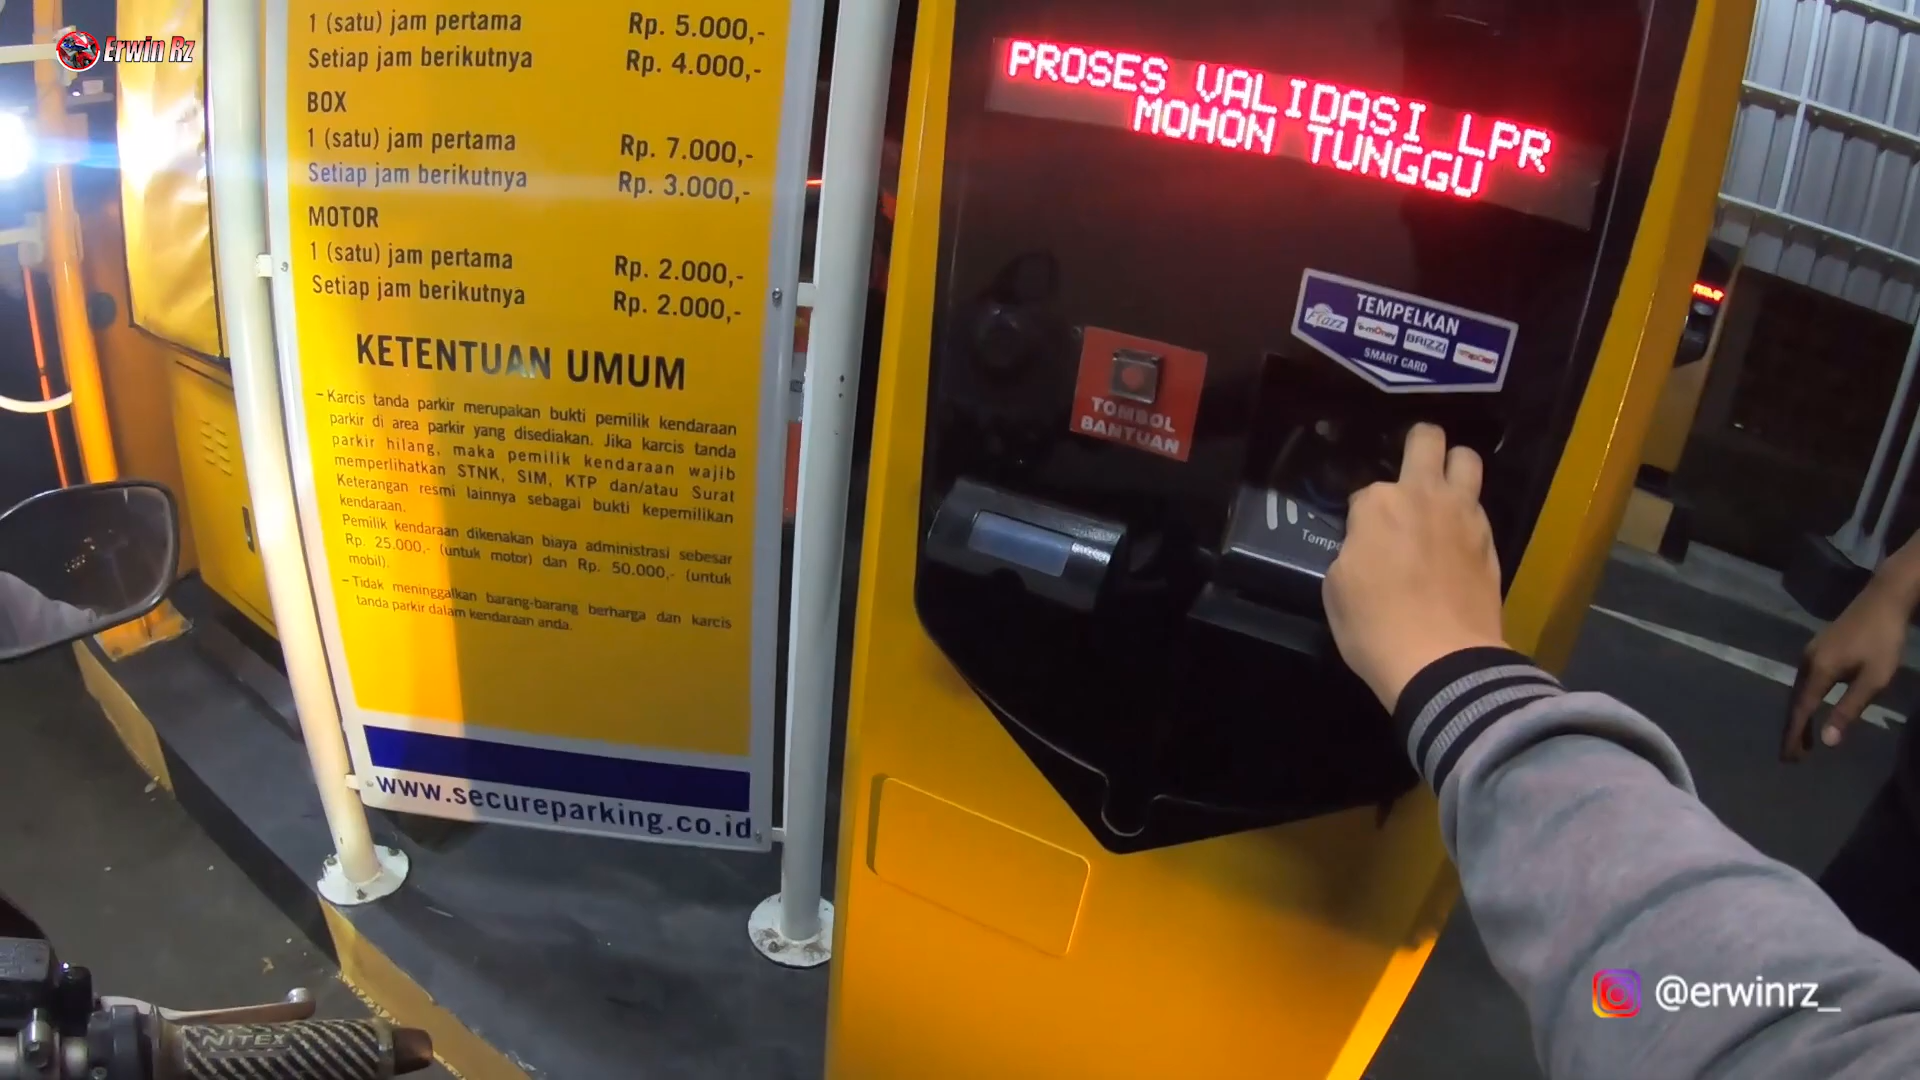 Erwin Rz
1 (satu) jam pertama Rp. 5.000,-
Setiap jam berikutnya Rp. 4.000,-
BOX
1 (satu) jam pertama Rp. 7.000,-
Setiap jam berikutnya Rp. 3.000,-
MOTOR
1 (satu) jam pertama Rp. 2.000,-
Setiap jam berikutnya Rp. 2.000,-
KETENTUAN UMUM
– Karcis tanda parkir merupakan bukti pemilik kendaraan
parkir di area parkir yang disediakan. Jika karcis tanda
parkir hilang, maka pemilik kendaraan wajib
memperlihatkan STNK, SIM, KTP dan/atau Surat
Keterangan resmi lainnya sebagai bukti kepemilikan
kendaraan.
Pemilik kendaraan dikenakan biaya administrasi sebesar
Rp. 25.000,- (untuk motor) dan Rp. 50.000,- (untuk
mobil).
– Tidak meninggalkan barang-barang berharga dan karcis
tanda parkir dalam kendaraan anda.
www.secureparking.co.id
PROSES VALIDASI LPR
MOHON TUNGGU
TEMPELKAN
Flazz e-money BRIZZI
SMART CARD
TOMBOL
BANTUAN
NITEX
@erwinrz_